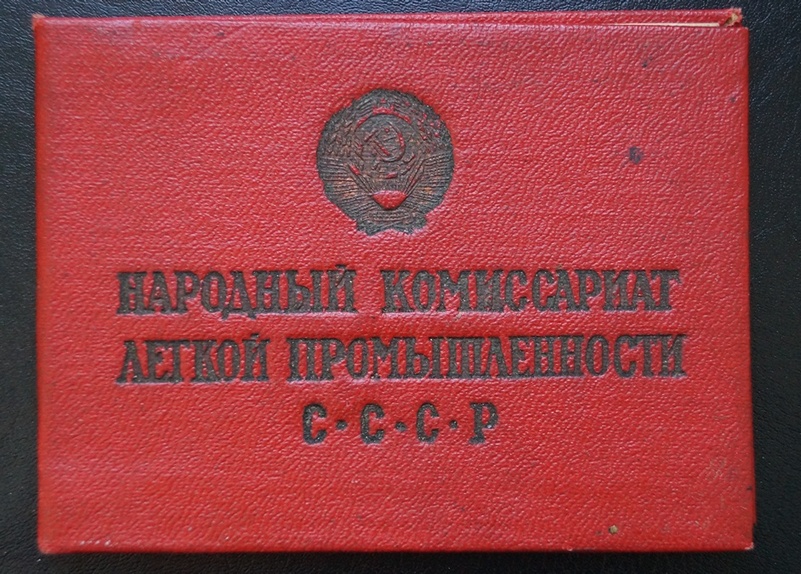 НАРОДНЫЙ КОМИССАРИАТ
ЛЕГКОЙ ПРОМЫШЛЕННОСТИ
С·С·С·Р